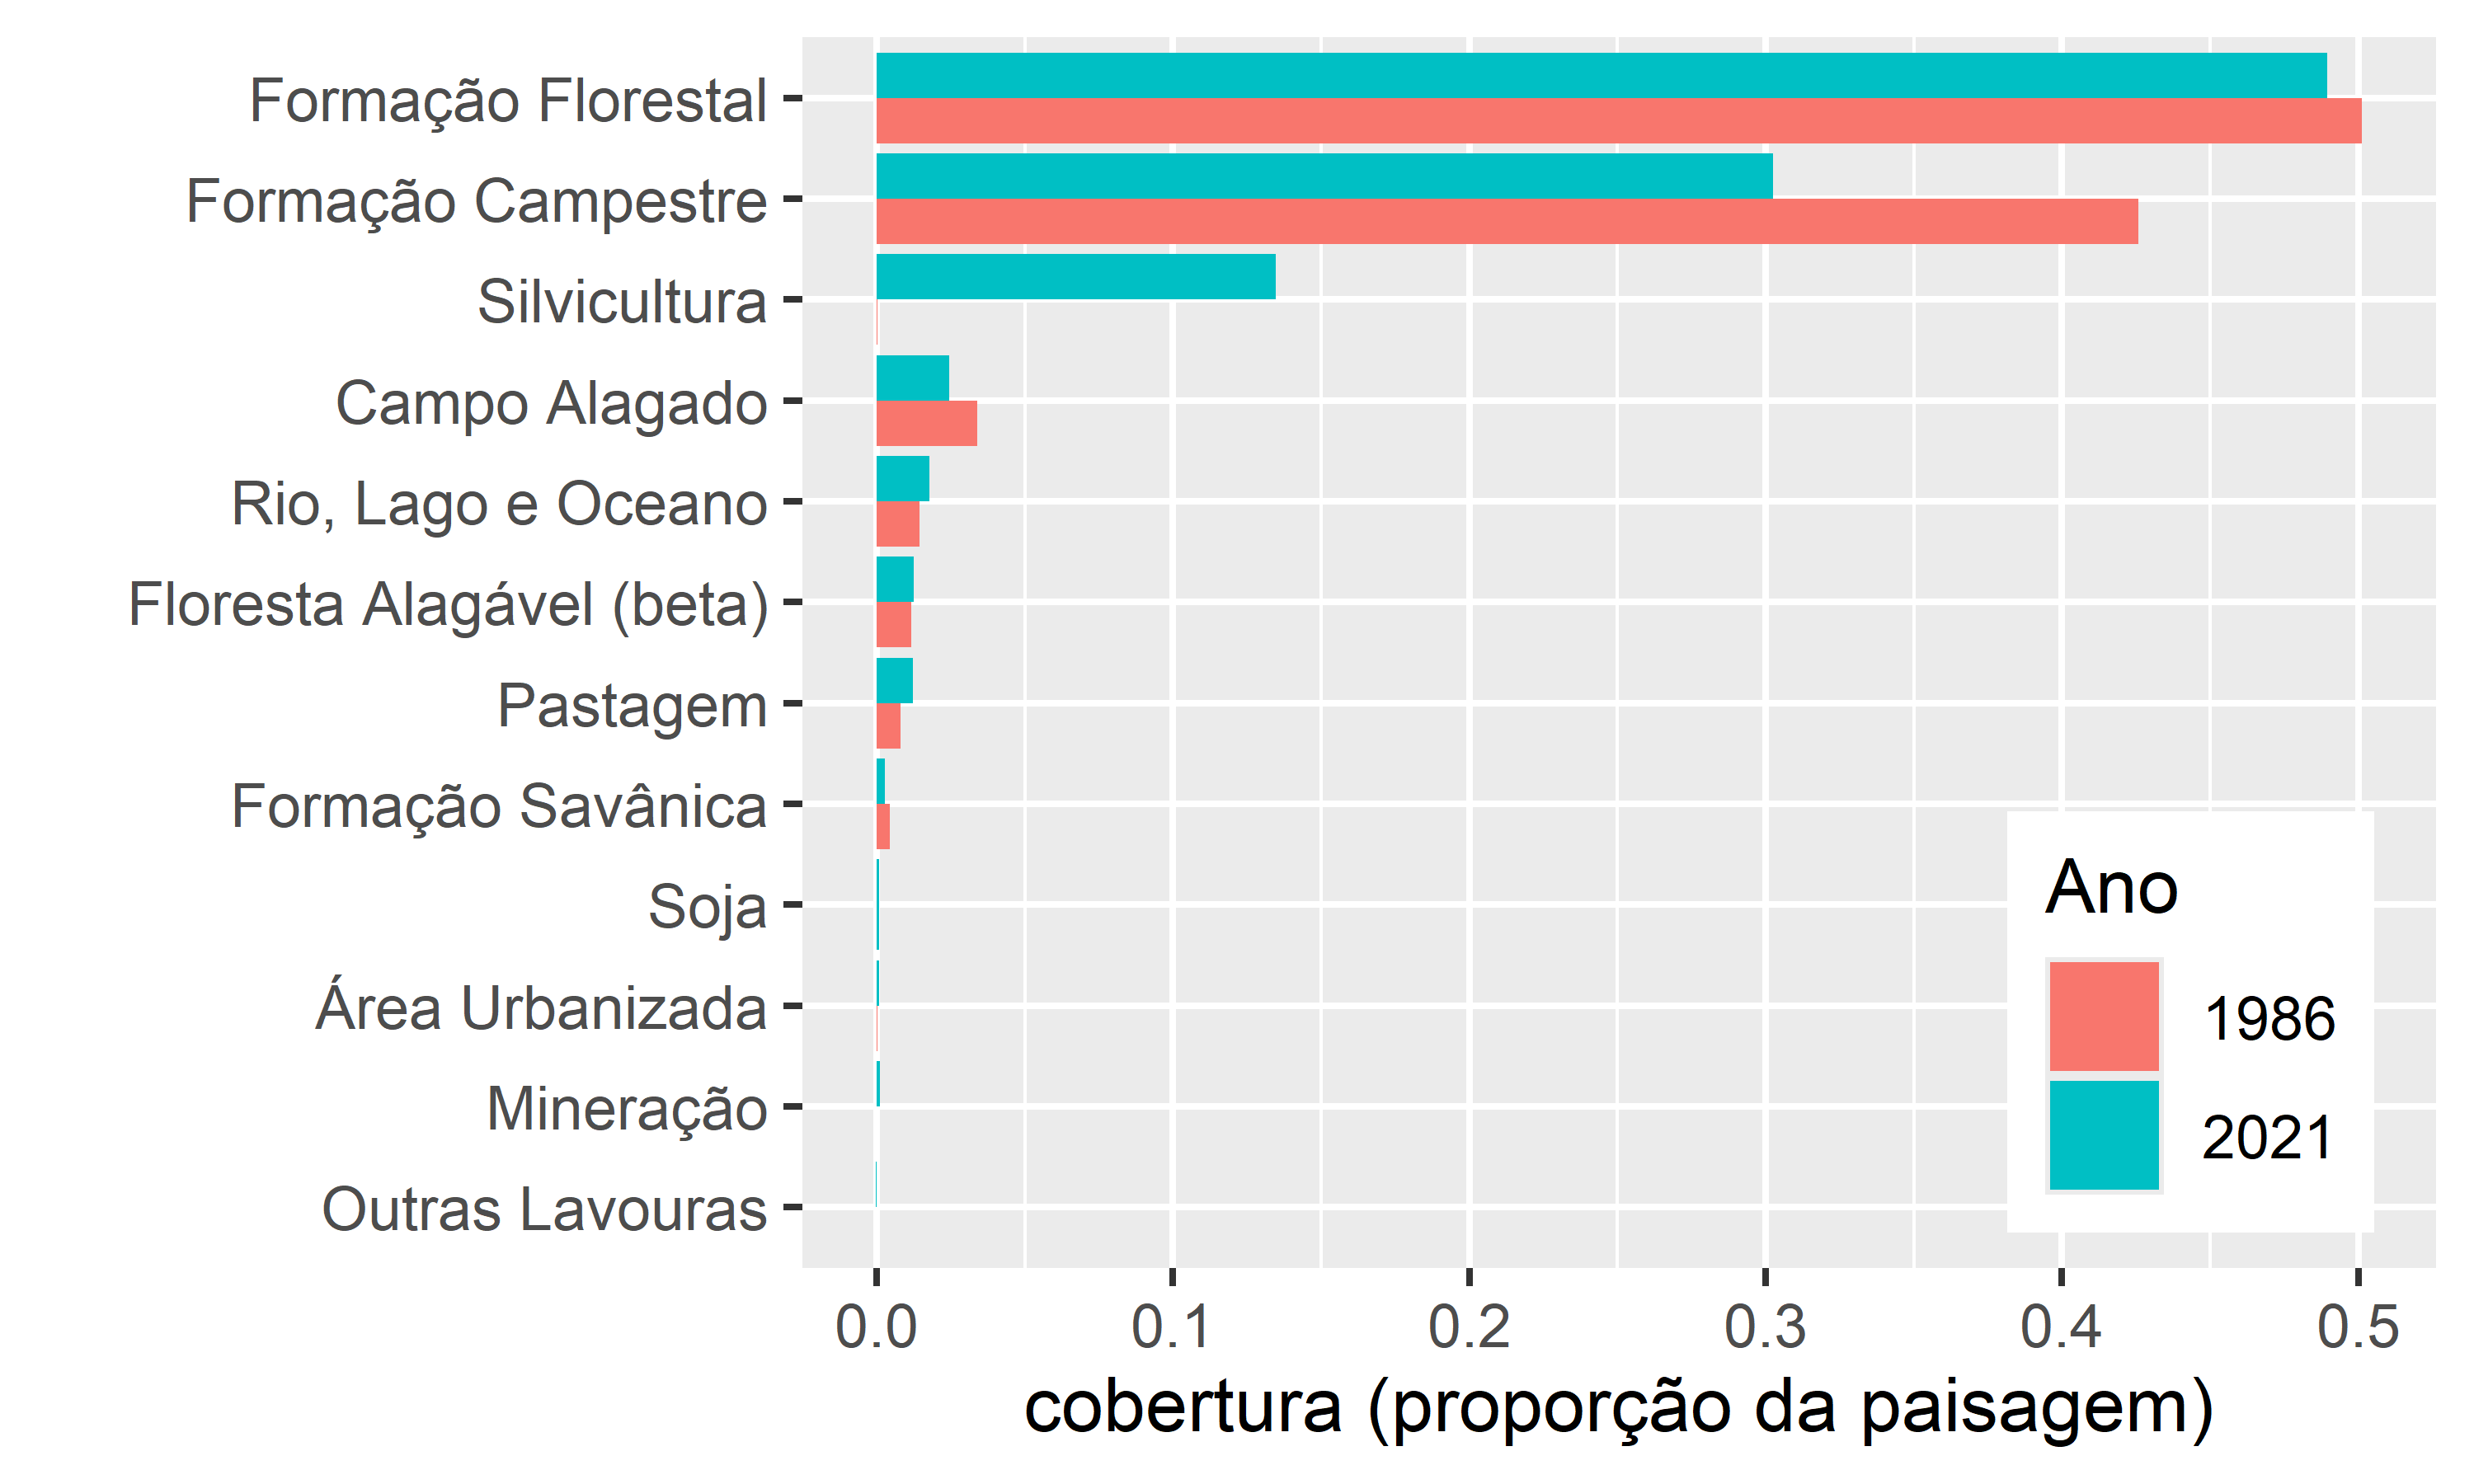 Formação Florestal
Formação Campestre
Silvicultura
Campo Alagado
Rio, Lago e Oceano
Floresta Alagável (beta)
Pastagem
Formação Savânica
Soja
Área Urbanizada
Mineração
Outras Lavouras
Ano
1986
2021
0.0 0.1 0.2 0.3 0.4 0.5
cobertura (proporção da paisagem)